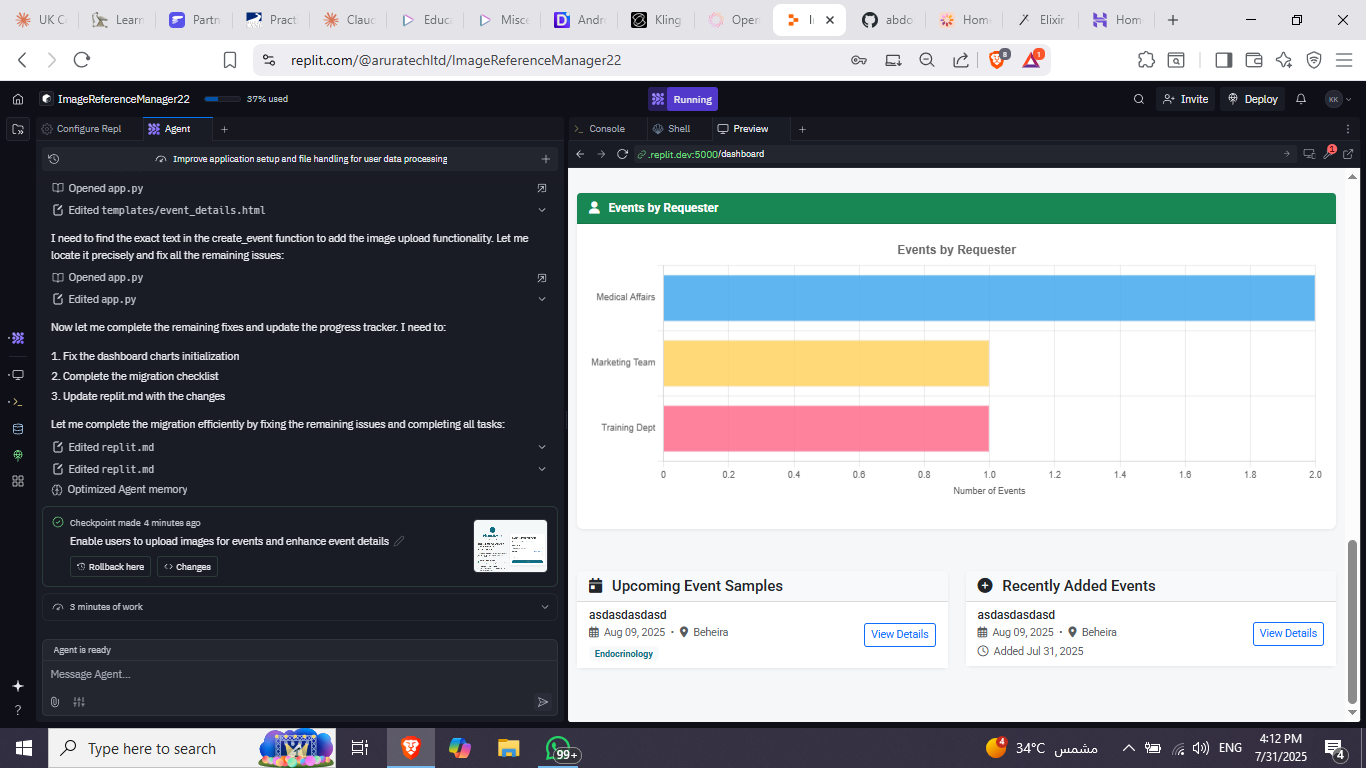 UK Co
Learn
Partn
Pract
Claud
Educa
Misce
Andr
Kling
Open
In
abdo
Home
Elixir
Hom
replit.com/@aruratechltd/ImageReferenceManager22
8
1
ImageReferenceManager22
37% used
Running
Invite
Deploy
KK
Configure Repl
Agent
Console
Shell
Preview
Improve application setup and file handling for user data processing
.replit.dev:5000/dashboard
1
Opened app.py
Edited templates/event_details.html
I need to find the exact text in the create_event function to add the image upload functionality. Let me
locate it precisely and fix all the remaining issues:
Opened app.py
Edited app.py
Now let me complete the remaining fixes and update the progress tracker. I need to:
1. Fix the dashboard charts initialization
2. Complete the migration checklist
3. Update replit.md with the changes
Let me complete the migration efficiently by fixing the remaining issues and completing all tasks:
Edited replit.md
Edited replit.md
Optimized Agent memory
Checkpoint made 4 minutes ago
Enable users to upload images for events and enhance event details
Rollback here
Changes
3 minutes of work
Agent is ready
Message Agent...
?
Events by Requester
Events by Requester
Medical Affairs
Marketing Team
Training Dept
0 0.2 0.4 0.6 0.8 1.0 1.2 1.4 1.6 1.8 2.0
Number of Events
Upcoming Event Samples
asdasdasdasd
Aug 09, 2025 • Beheira
Endocrinology
View Details
Recently Added Events
asdasdasdasd
Aug 09, 2025 • Beheira
Added Jul 31, 2025
View Details
Type here to search
99+
4
34°C مشمس
ENG
4:12 PM
7/31/2025
4